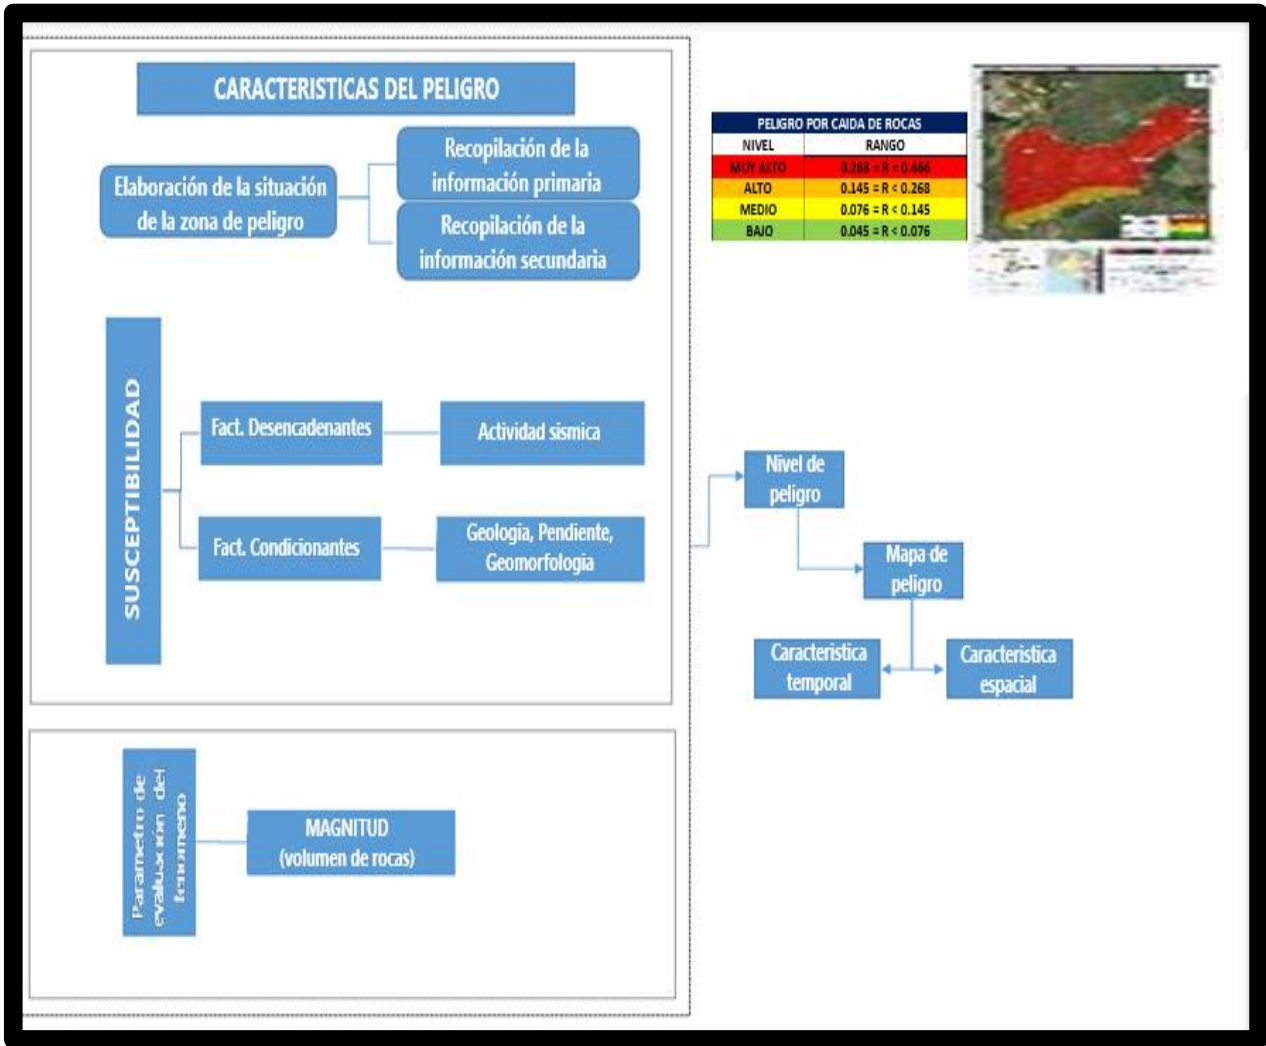 CARACTERISTICAS DEL PELIGRO
Elaboración de la situación
de la zona de peligro
Recopilación de la
información primaria
Recopilación de la
información secundaria
SUSCEPTIBILIDAD
Fact. Desencadenantes
Actividad sismica
Fact. Condicionantes
Geologia, Pendiente,
Geomorfologia
Parametro de
evaluación del
fenomeno
MAGNITUD
(volumen de rocas)
PELIGRO POR CAIDA DE ROCAS
NIVEL RANGO
MUY ALTO 0.268 = R = 0.466
ALTO 0.145 = R < 0.268
MEDIO 0.076 = R < 0.145
BAJO 0.045 = R < 0.076
Nivel de
peligro
Mapa de
peligro
Caracteristica
temporal
Caracteristica
espacial